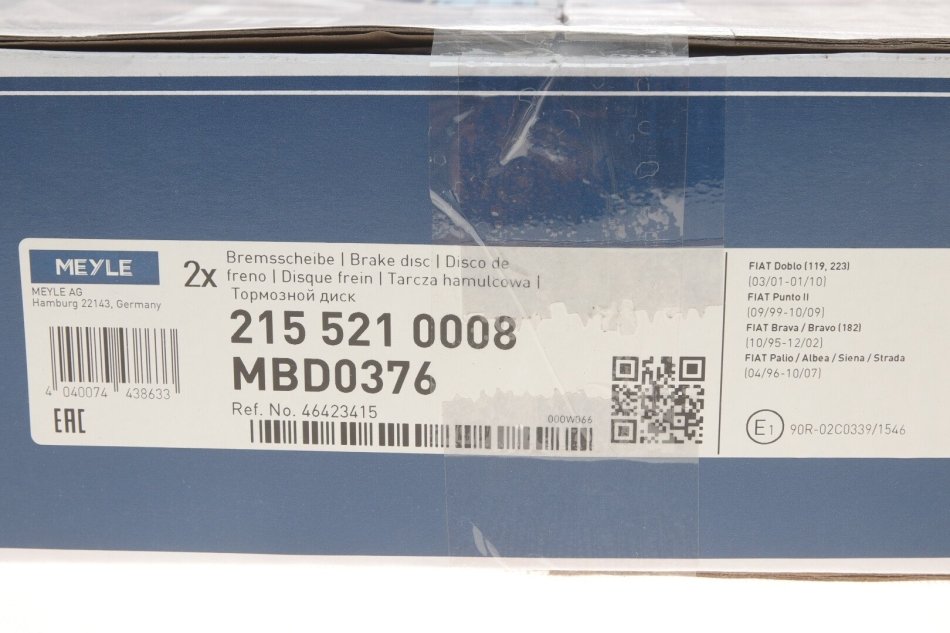 MEYLE
MEYLE AG
Hamburg 22143, Germany
4 040074 438633
EAC
2x
Bremsscheibe | Brake disc | Disco de
freno | Disque frein | Tarcza hamulcowa |
Тормозной диск
215 521 0008
MBD0376
Ref. No. 46423415
000W066
FIAT Doblo (119, 223)
(03/01-01/10)
FIAT Punto II
(09/99-10/09)
FIAT Brava / Bravo (182)
(10/95-12/02)
FIAT Palio / Albea / Siena / Strada
(04/96-10/07)
E1 90R-02C0339/1546